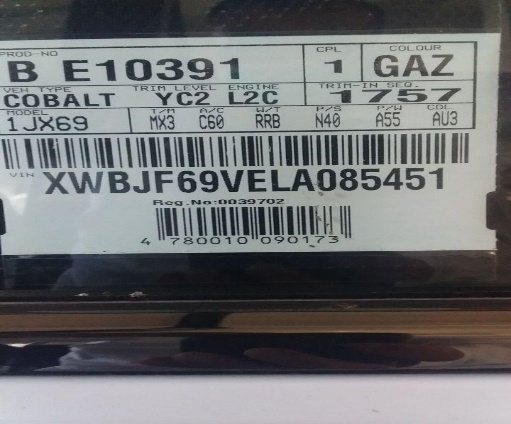 PROD-NO CPL COLOUR
B E10391 1 GAZ
VEH TYPE TRIM LEVEL ENGINE TRIM-IN SEQ.
COBALT YC2 L2C 1757
MODEL T/M A/C W/T P/S P/W CDL
1JX69 MX3 C60 RRB N40 A55 AU3
VIN XWBJF69VELA085451
Reg.No:0039702
4 780010 090173